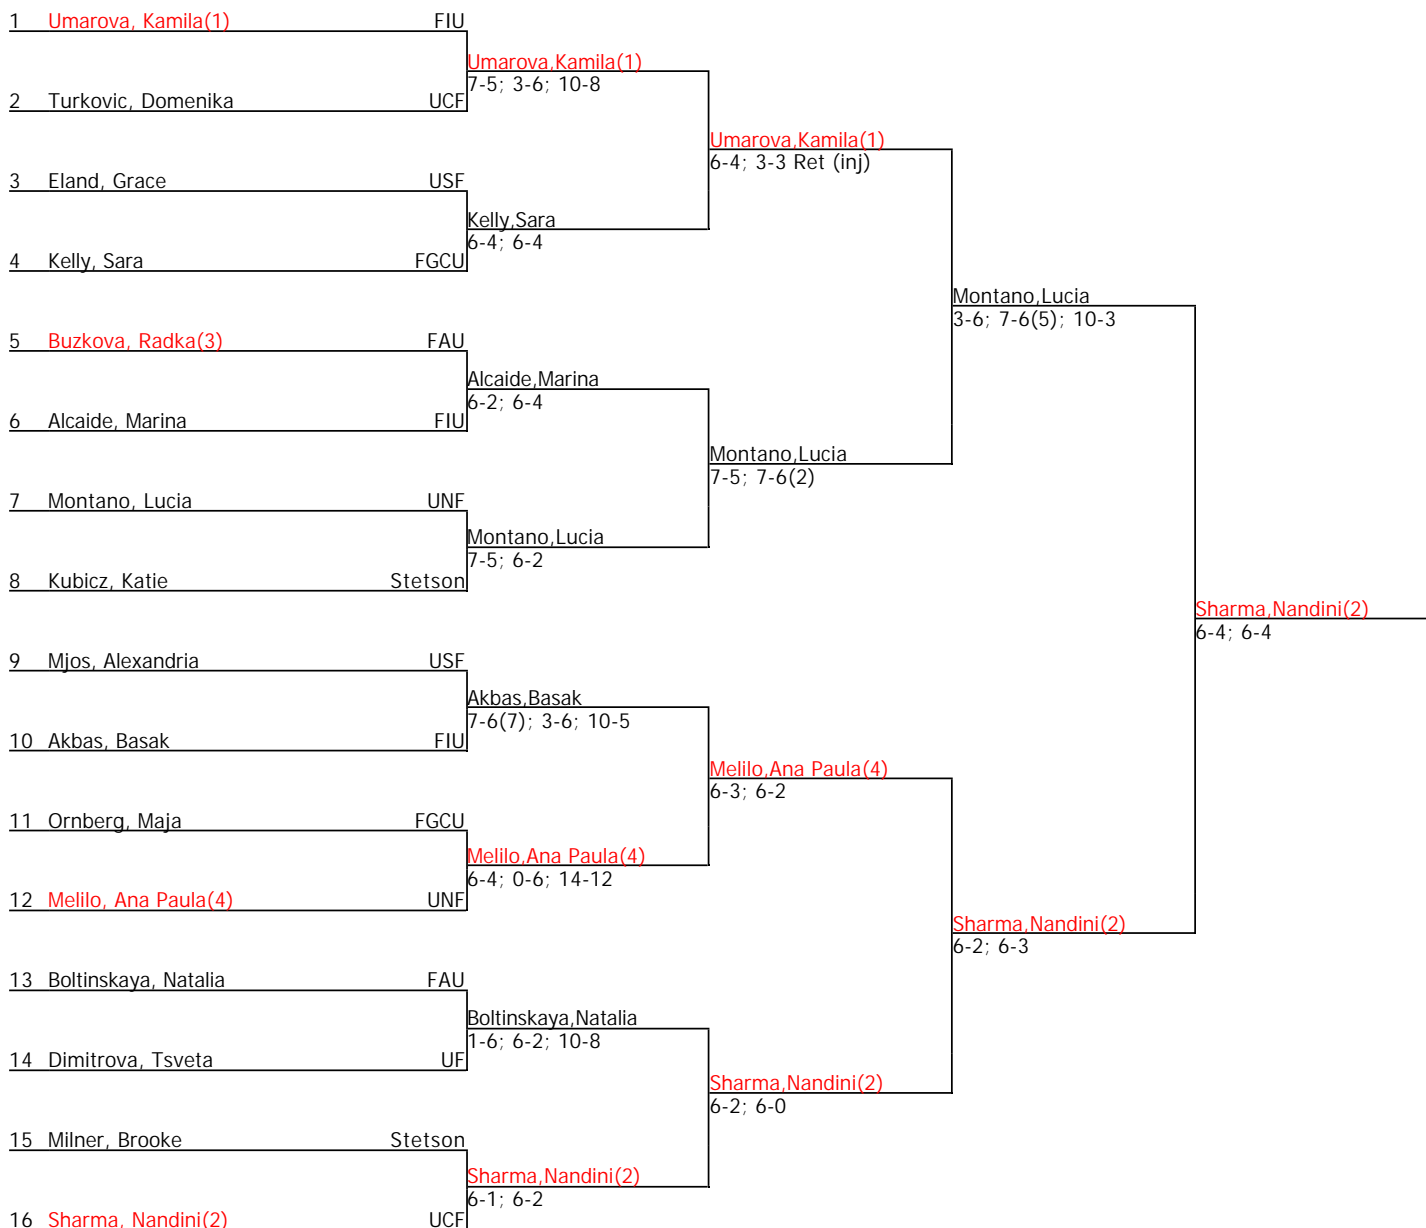 1 Umarova, Kamila(1) FIU
Umarova,Kamila(1)
7-5; 3-6; 10-8
2 Turkovic, Domenika UCF
Umarova,Kamila(1)
6-4; 3-3 Ret (inj)
3 Eland, Grace USF
Kelly,Sara
6-4; 6-4
4 Kelly, Sara FGCU
Montano,Lucia
3-6; 7-6(5); 10-3
5 Buzkova, Radka(3) FAU
Alcaide,Marina
6-2; 6-4
6 Alcaide, Marina FIU
Montano,Lucia
7-5; 7-6(2)
7 Montano, Lucia UNF
Montano,Lucia
7-5; 6-2
8 Kubicz, Katie Stetson
Sharma,Nandini(2)
6-4; 6-4
9 Mjos, Alexandria USF
Akbas,Basak
7-6(7); 3-6; 10-5
10 Akbas, Basak FIU
Melilo,Ana Paula(4)
6-3; 6-2
11 Ornberg, Maja FGCU
Melilo,Ana Paula(4)
6-4; 0-6; 14-12
12 Melilo, Ana Paula(4) UNF
Sharma,Nandini(2)
6-2; 6-3
13 Boltinskaya, Natalia FAU
Boltinskaya,Natalia
1-6; 6-2; 10-8
14 Dimitrova, Tsveta UF
Sharma,Nandini(2)
6-2; 6-0
15 Milner, Brooke Stetson
Sharma,Nandini(2)
6-1; 6-2
16 Sharma, Nandini(2) UCF